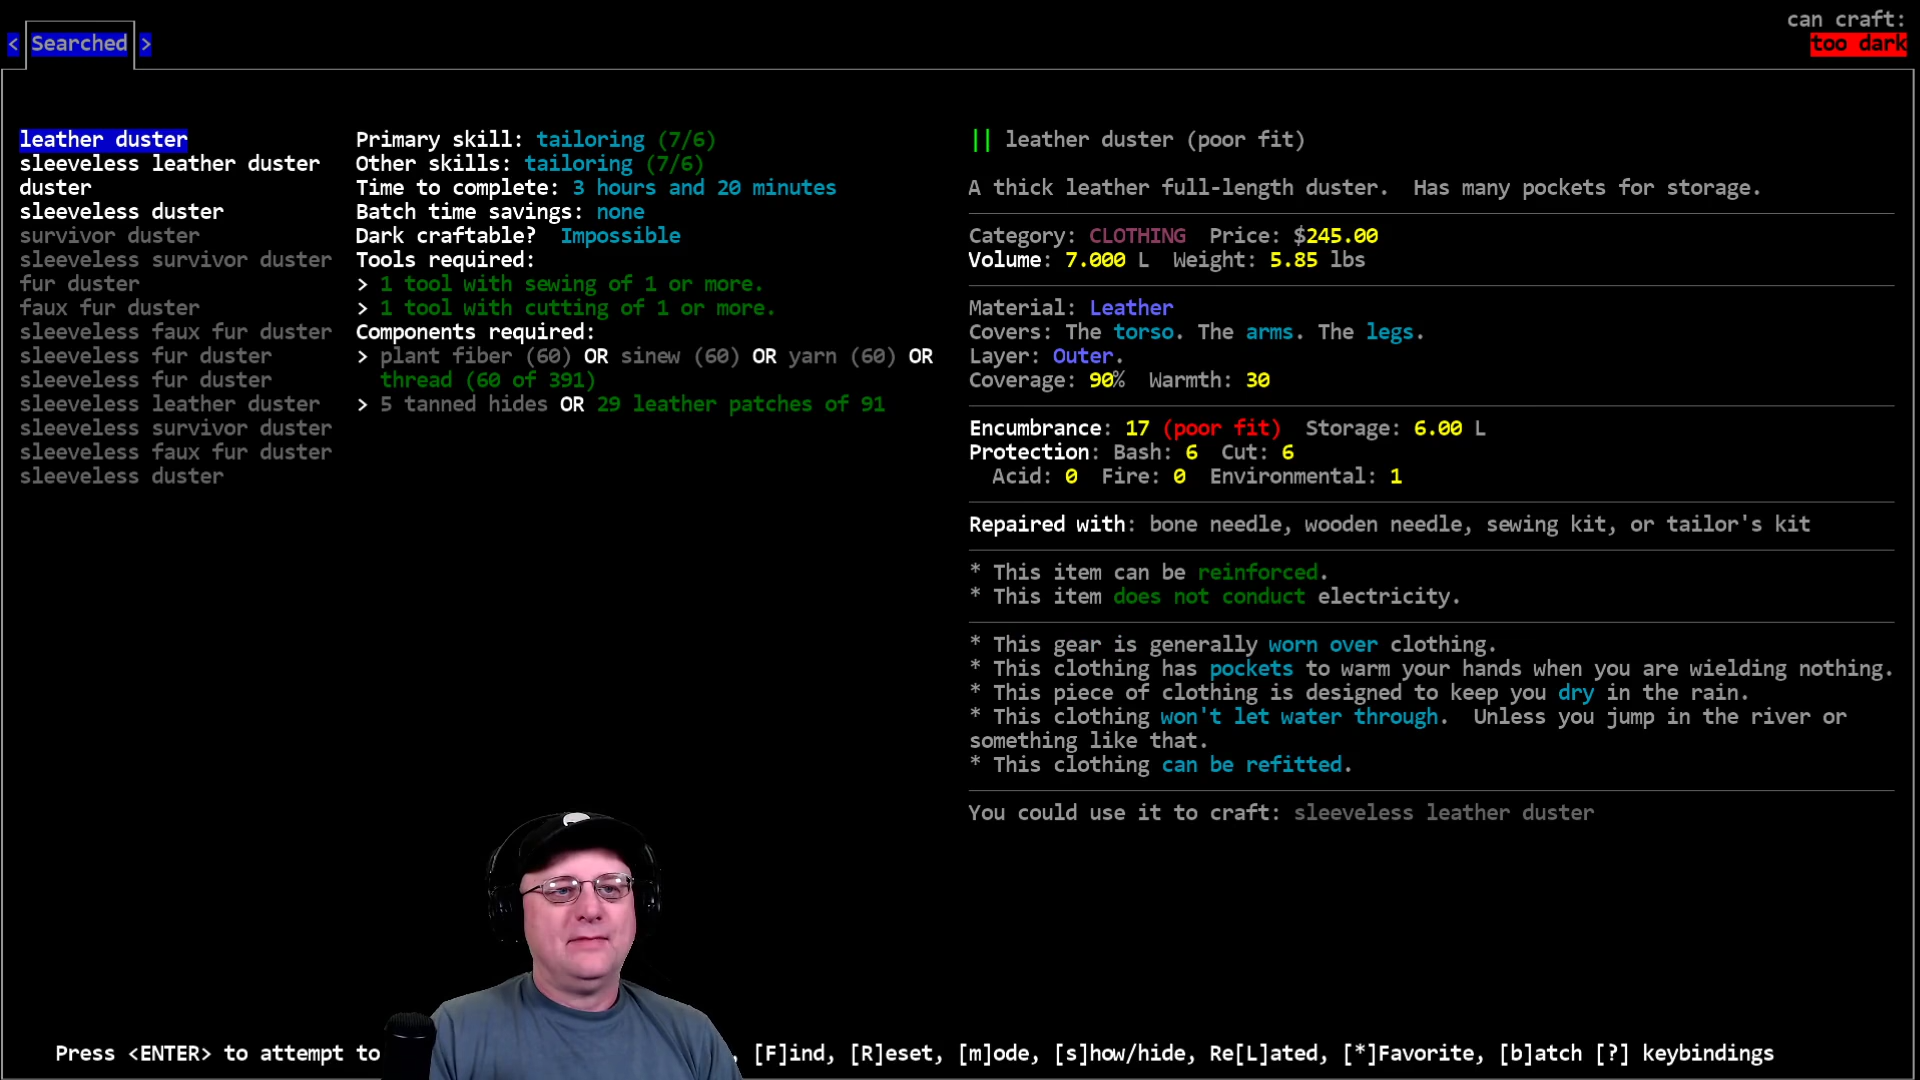 can craft:
< Searched >
too dark
leather duster
sleeveless leather duster
duster
sleeveless duster
survivor duster
sleeveless survivor duster
fur duster
faux fur duster
sleeveless faux fur duster
sleeveless fur duster
sleeveless fur duster
sleeveless leather duster
sleeveless survivor duster
sleeveless faux fur duster
sleeveless duster
Primary skill: tailoring (7/6)
Other skills: tailoring (7/6)
Time to complete: 3 hours and 20 minutes
Batch time savings: none
Dark craftable?  Impossible
Tools required:
> 1 tool with sewing of 1 or more.
> 1 tool with cutting of 1 or more.
Components required:
> plant fiber (60) OR sinew (60) OR yarn (60) OR
thread (60 of 391)
> 5 tanned hides OR 29 leather patches of 91
|| leather duster (poor fit)
A thick leather full-length duster.  Has many pockets for storage.
Category: CLOTHING  Price: $245.00
Volume: 7.000 L  Weight: 5.85 lbs
Material: Leather
Covers: The torso. The arms. The legs.
Layer: Outer.
Coverage: 90%  Warmth: 30
Encumbrance: 17 (poor fit)  Storage: 6.00 L
Protection: Bash: 6  Cut: 6
Acid: 0  Fire: 0  Environmental: 1
Repaired with: bone needle, wooden needle, sewing kit, or tailor's kit
* This item can be reinforced.
* This item does not conduct electricity.
* This gear is generally worn over clothing.
* This clothing has pockets to warm your hands when you are wielding nothing.
* This piece of clothing is designed to keep you dry in the rain.
* This clothing won't let water through.  Unless you jump in the river or
something like that.
* This clothing can be refitted.
You could use it to craft: sleeveless leather duster
Press <ENTER> to attempt to , [F]ind, [R]eset, [m]ode, [s]how/hide, Re[L]ated, [*]Favorite, [b]atch [?] keybindings